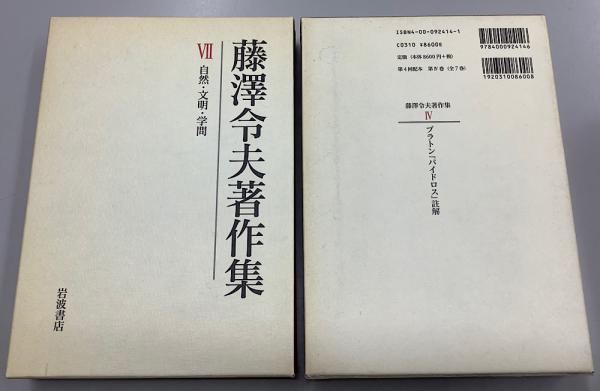 藤澤令夫著作集
VII
自然・文明・学問
岩波書店
ISBN4-00-092414-1
C0310 ¥8600E
定価(本体8600円+税)
第4回配本 第IV巻(全7巻)
9784000924146
1920310086008
藤澤令夫著作集
IV
プラトン『パイドロス』註解